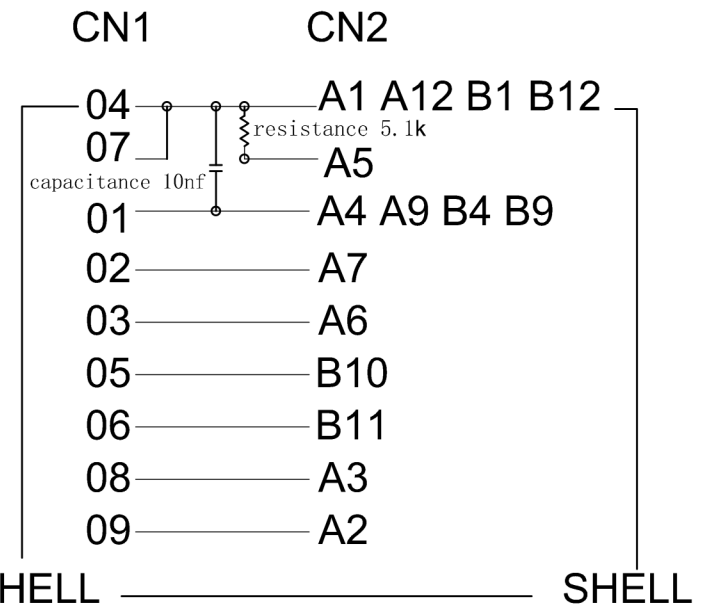 CN1 CN2
04 A1 A12 B1 B12
resistance 5.1k
07 A5
capacitance 10nf
01 A4 A9 B4 B9
02 A7
03 A6
05 B10
06 B11
08 A3
09 A2
HELL SHELL